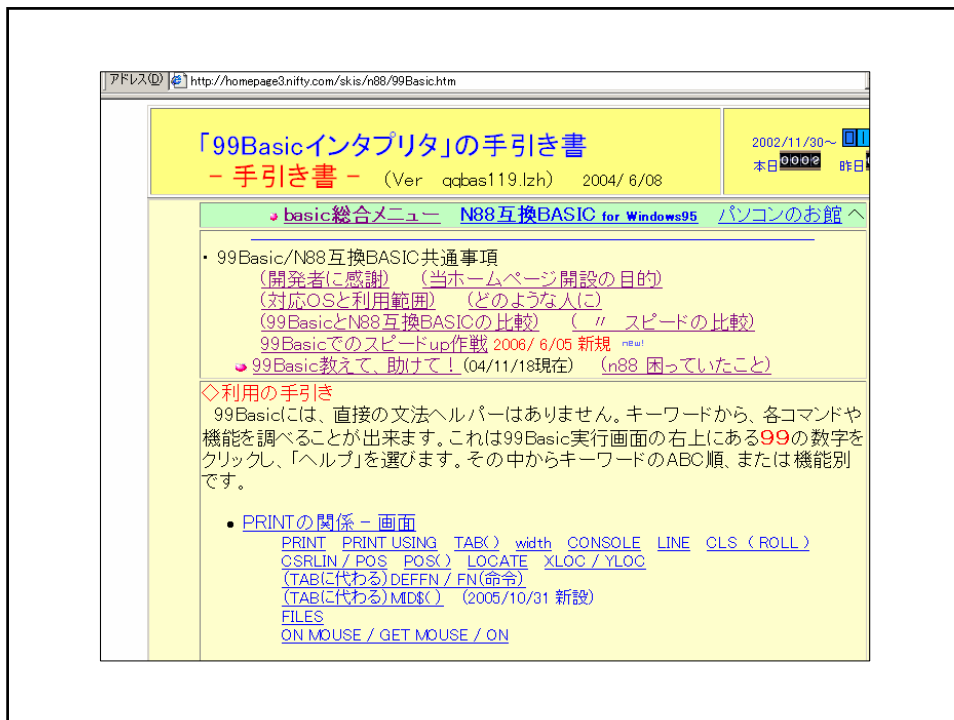 アドレス(D) http://homepage3.nifty.com/skis/n88/99Basic.htm
「99Basicインタプリタ」の手引き書
－ 手引き書 － (Ver qqbas119.lzh) 2004/ 6/08
2002/11/30～
本日 0002 昨日
basic総合メニュー N88互換BASIC for Windows95 パソコンのお館 へ
・ 99Basic/N88互換BASIC共通事項
(開発者に感謝) (当ホームページ開設の目的)
(対応OSと利用範囲) (どのような人に)
(99BasicとN88互換BASICの比較) ( 〃 スピードの比較)
99Basicでのスピードup作戦 2006/ 6/05 新規 new!
99Basic教えて、助けて！(04/11/18現在) (n88 困っていたこと)
◇利用の手引き
99Basicには、直接の文法ヘルパーはありません。キーワードから、各コマンドや
機能を調べることが出来ます。これは99Basic実行画面の右上にある99の数字を
クリックし、「ヘルプ」を選びます。その中からキーワードのABC順、または機能別
です。
• PRINTの関係 － 画面
PRINT PRINT USING TAB() width CONSOLE LINE CLS (ROLL)
CSRLIN / POS POS() LOCATE XLOC / YLOC
(TABに代わる)DEFFN / FN(命令)
(TABに代わる)MID$() (2005/10/31 新設)
FILES
ON MOUSE / GET MOUSE / ON